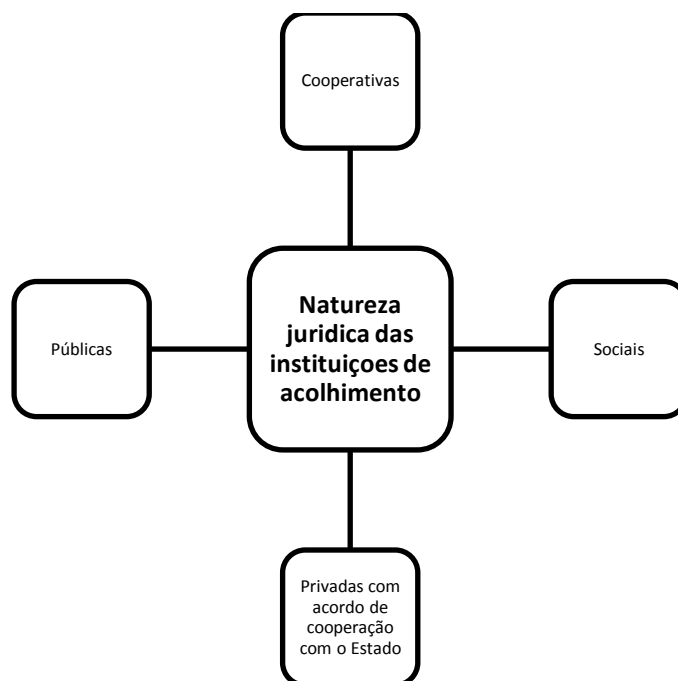 Cooperativas
Natureza
juridica das
instituiçoes de
acolhimento
Públicas
Sociais
Privadas com
acordo de
cooperação
com o Estado